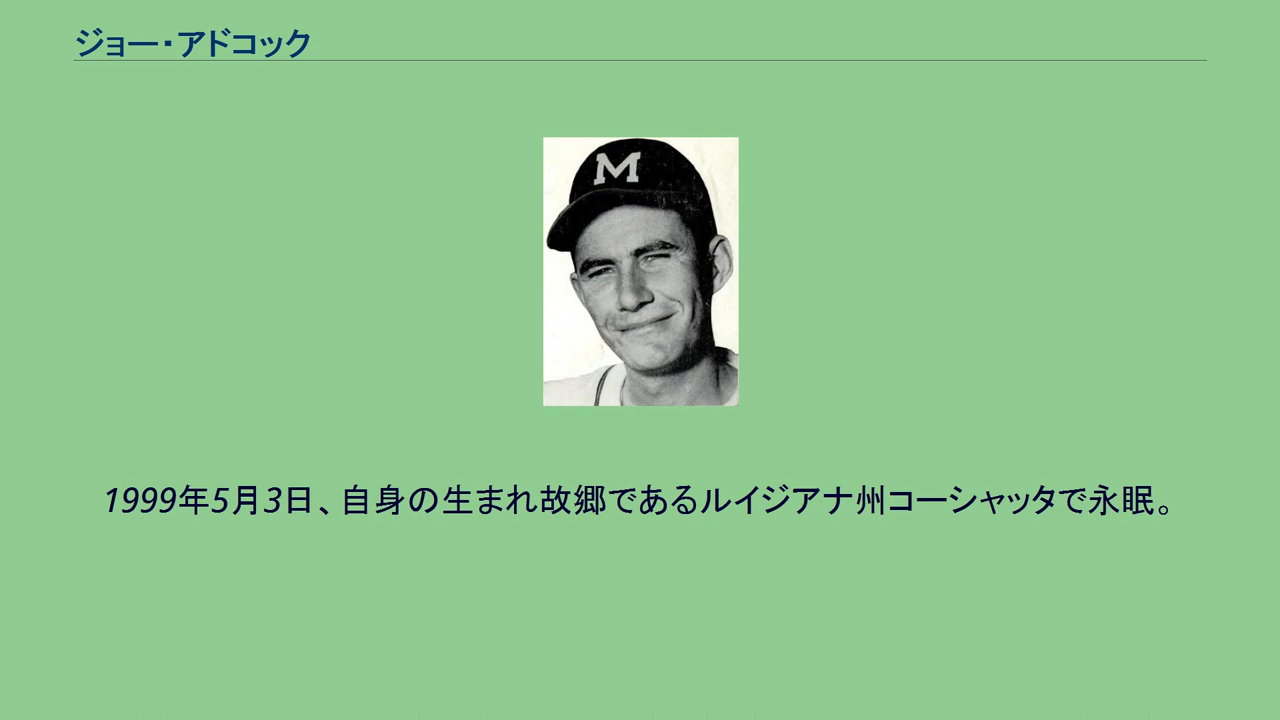 ジョー・アドコック
M
1999年5月3日、自身の生まれ故郷であるルイジアナ州コーシャッタで永眠。